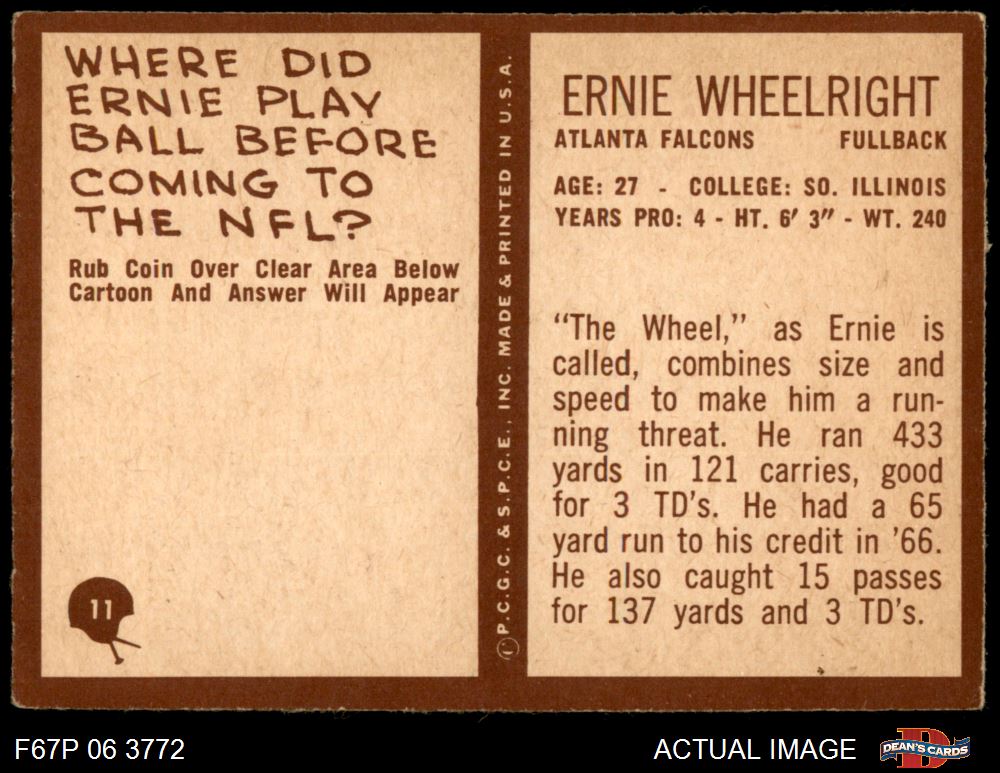 WHERE DID
ERNIE PLAY
BALL BEFORE
COMING TO
THE NFL?
Rub Coin Over Clear Area Below
Cartoon And Answer Will Appear
11
©P.C.G.C. & S.P.C.E., INC. MADE & PRINTED IN U.S.A.
ERNIE WHEELRIGHT
ATLANTA FALCONS FULLBACK
AGE: 27 - COLLEGE: SO. ILLINOIS
YEARS PRO: 4 - HT. 6′ 3″ - WT. 240
“The Wheel,” as Ernie is
called, combines size and
speed to make him a run-
ning threat. He ran 433
yards in 121 carries, good
for 3 TD's. He had a 65
yard run to his credit in '66.
He also caught 15 passes
for 137 yards and 3 TD's.
F67P 06 3772
ACTUAL IMAGE
DEAN'S CARDS